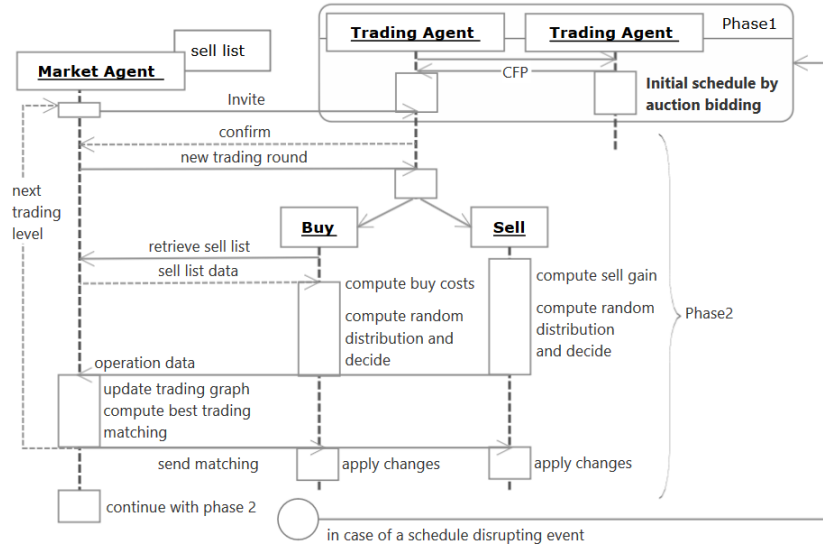 Phase1
Trading Agent
Trading Agent
sell list
Market Agent
CFP
Initial schedule by
auction bidding
Invite
confirm
new trading round
next
trading
level
Buy
Sell
retrieve sell list
sell list data
compute buy costs
compute random
distribution and
decide
compute sell gain
compute random
distribution
and decide
Phase2
operation data
update trading graph
compute best trading
matching
send matching
apply changes
apply changes
continue with phase 2
in case of a schedule disrupting event